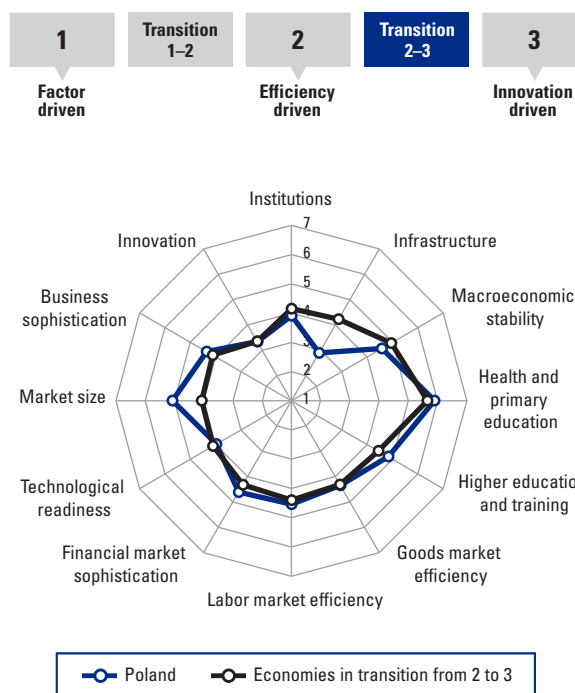 1
Transition
1–2
2
Transition
2–3
3
Factor
driven
Efficiency
driven
Innovation
driven
Institutions
7
Innovation
Infrastructure
6
5
Business
sophistication
Macroeconomic
stability
4
3
2
Market size
1
Health and
primary
education
Technological
readiness
Higher educatio
and training
Financial market
sophistication
Goods market
efficiency
Labor market efficiency
Poland
Economies in transition from 2 to 3